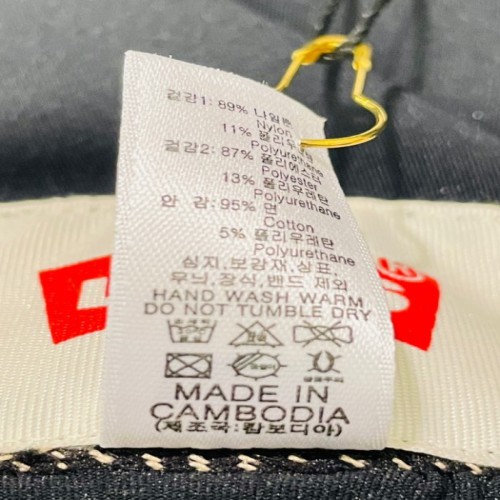 겉감1: 89% 나일론
Nylon
11% 폴리우레탄
Polyurethane
겉감2: 87% 폴리에스터
Polyester
13% 폴리우레탄
Polyurethane
안 감: 95% 면
Cotton
5% 폴리우레탄
Polyurethane
심지,보강재,상표,
무늬,장식,밴드 제외
HAND WASH WARM
DO NOT TUMBLE DRY
MADE IN
CAMBODIA
(제조국:캄보디아)